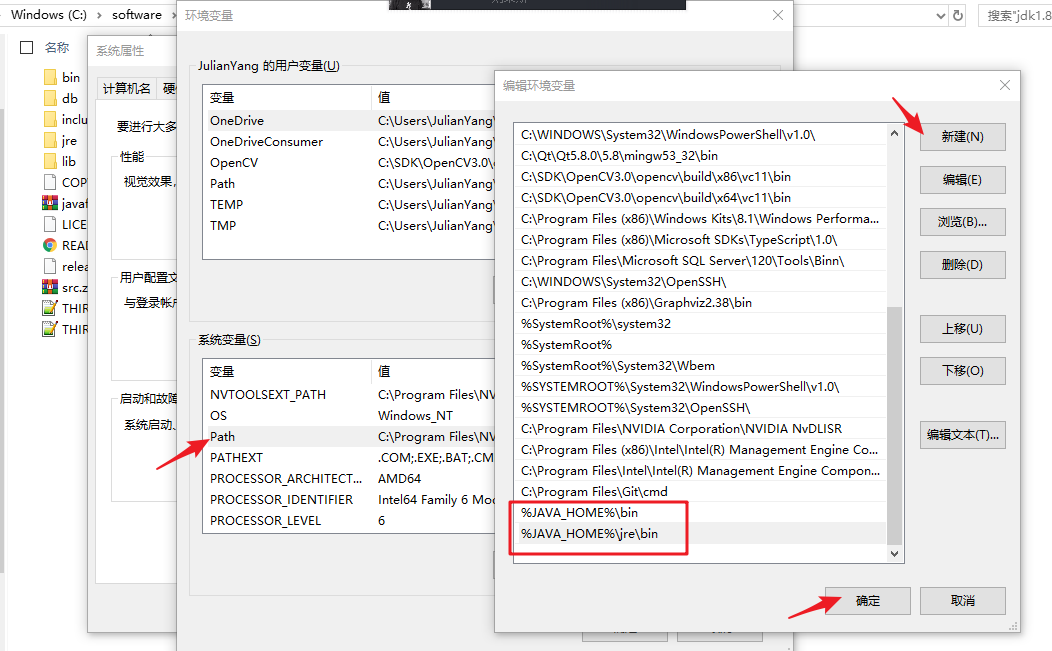 Windows (C:) › software ›
搜索"jdk1.8
名称
bin
db
inclu
jre
lib
COP
javaf
LICE
READ
relea
src.z
THIR
THIR
系统属性
计算机名 硬
要进行大多
性能
视觉效果,
用户配置文
与登录帐户
启动和故障
系统启动、
环境变量
JulianYang 的用户变量(U)
变量 值
OneDrive C:\Users\JulianYang\
OneDriveConsumer C:\Users\JulianYang\
OpenCV C:\SDK\OpenCV3.0\
Path C:\Users\JulianYang\
TEMP C:\Users\JulianYang\
TMP C:\Users\JulianYang\
系统变量(S)
变量 值
NVTOOLSEXT_PATH C:\Program Files\NV
OS Windows_NT
Path C:\Program Files\NV
PATHEXT .COM;.EXE;.BAT;.CM
PROCESSOR_ARCHITECT... AMD64
PROCESSOR_IDENTIFIER Intel64 Family 6 Mod
PROCESSOR_LEVEL 6
编辑环境变量
C:\WINDOWS\System32\WindowsPowerShell\v1.0\
C:\Qt\Qt5.8.0\5.8\mingw53_32\bin
C:\SDK\OpenCV3.0\opencv\build\x86\vc11\bin
C:\SDK\OpenCV3.0\opencv\build\x64\vc11\bin
C:\Program Files (x86)\Windows Kits\8.1\Windows Performa...
C:\Program Files (x86)\Microsoft SDKs\TypeScript\1.0\
C:\Program Files\Microsoft SQL Server\120\Tools\Binn\
C:\WINDOWS\System32\OpenSSH\
C:\Program Files (x86)\Graphviz2.38\bin
%SystemRoot%\system32
%SystemRoot%
%SystemRoot%\System32\Wbem
%SYSTEMROOT%\System32\WindowsPowerShell\v1.0\
%SYSTEMROOT%\System32\OpenSSH\
C:\Program Files\NVIDIA Corporation\NVIDIA NvDLISR
C:\Program Files (x86)\Intel\Intel(R) Management Engine Co...
C:\Program Files\Intel\Intel(R) Management Engine Compon...
C:\Program Files\Git\cmd
%JAVA_HOME%\bin
%JAVA_HOME%\jre\bin
新建(N)
编辑(E)
浏览(B)...
删除(D)
上移(U)
下移(O)
编辑文本(T)...
确定
取消